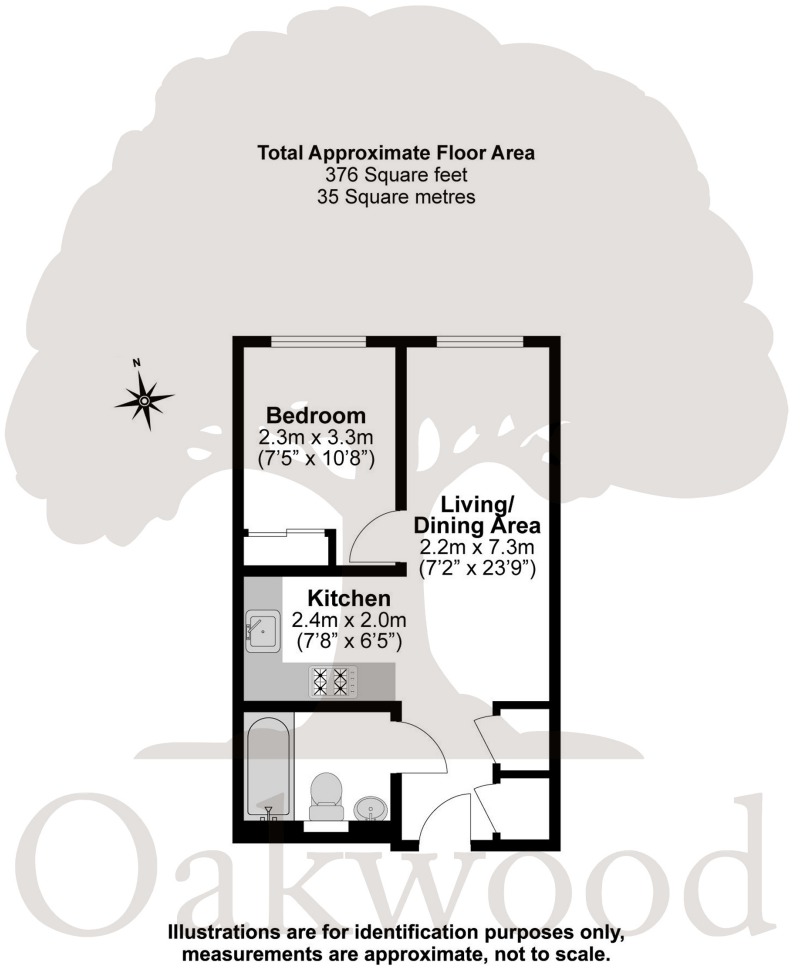 Total Approximate Floor Area
376 Square feet
35 Square metres
N
Bedroom
2.3m x 3.3m
(7'5” x 10'8”)
Living/
Dining Area
2.2m x 7.3m
(7'2” x 23'9”)
Kitchen
2.4m x 2.0m
(7'8” x 6'5”)
Oakwood
Illustrations are for identification purposes only,
measurements are approximate, not to scale.